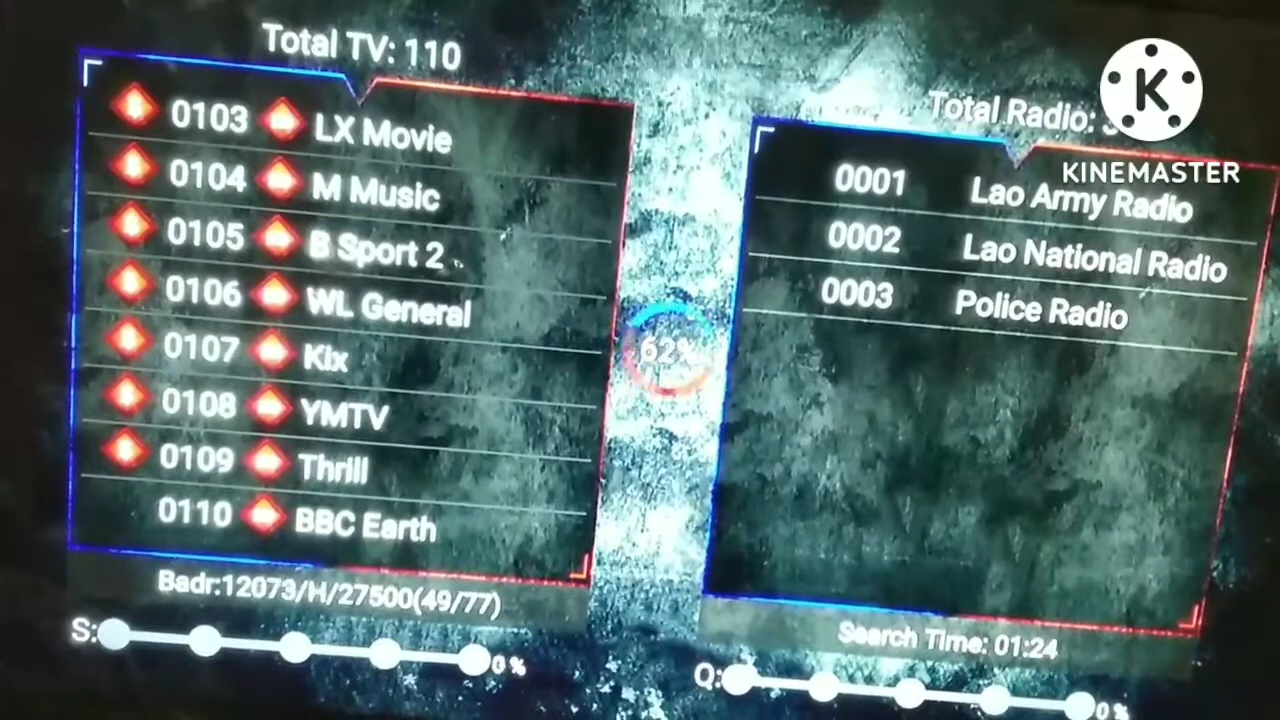 Total TV: 110
0103 LX Movie
0104 M Music
0105 B Sport 2
0106 WL General
0107 Kix
0108 YMTV
0109 Thrill
0110 BBC Earth
Badr:12073/H/27500(49/77)
S: 0 %
62%
Total Radio:
0001 Lao Army Radio
0002 Lao National Radio
0003 Police Radio
Search Time: 01:24
Q: 0 %
K
KINEMASTER